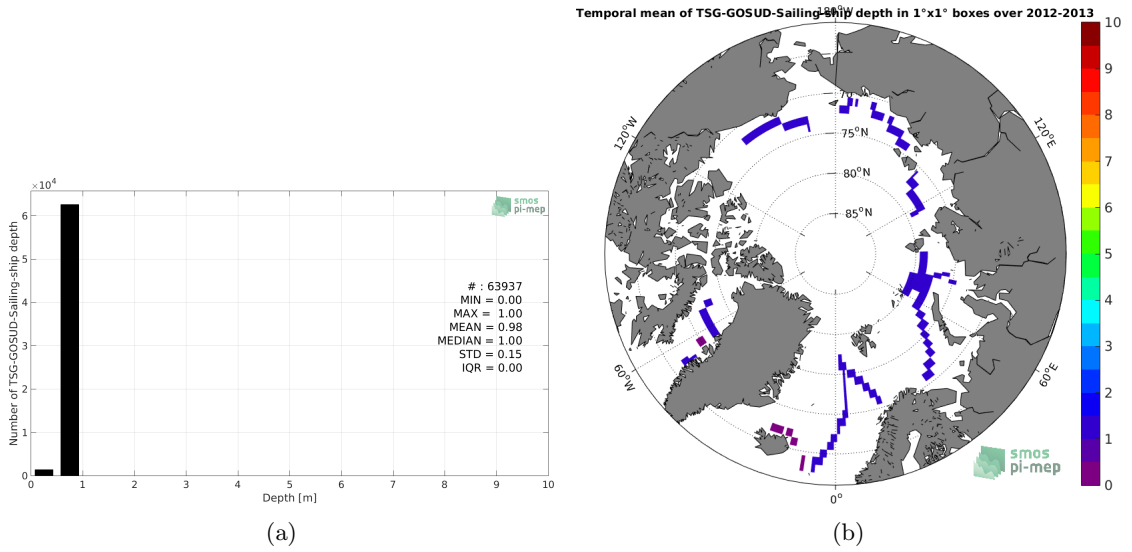 ×10⁴
6
5
4
3
2
1
0
0 1 2 3 4 5 6 7 8 9 10
Number of TSG-GOSUD-Sailing-ship depth
Depth [m]
smos
pi-mep
# : 63937
MIN = 0.00
MAX = 1.00
MEAN = 0.98
MEDIAN = 1.00
STD = 0.15
IQR = 0.00
(a)
Temporal mean of TSG-GOSUD-Sailing-ship depth in 1°x1° boxes over 2012-2013
180°W
120°W
120°E
60°W
60°E
0°
70°N
75°N
80°N
85°N
10
9
8
7
6
5
4
3
2
1
0
smos
pi-mep
(b)